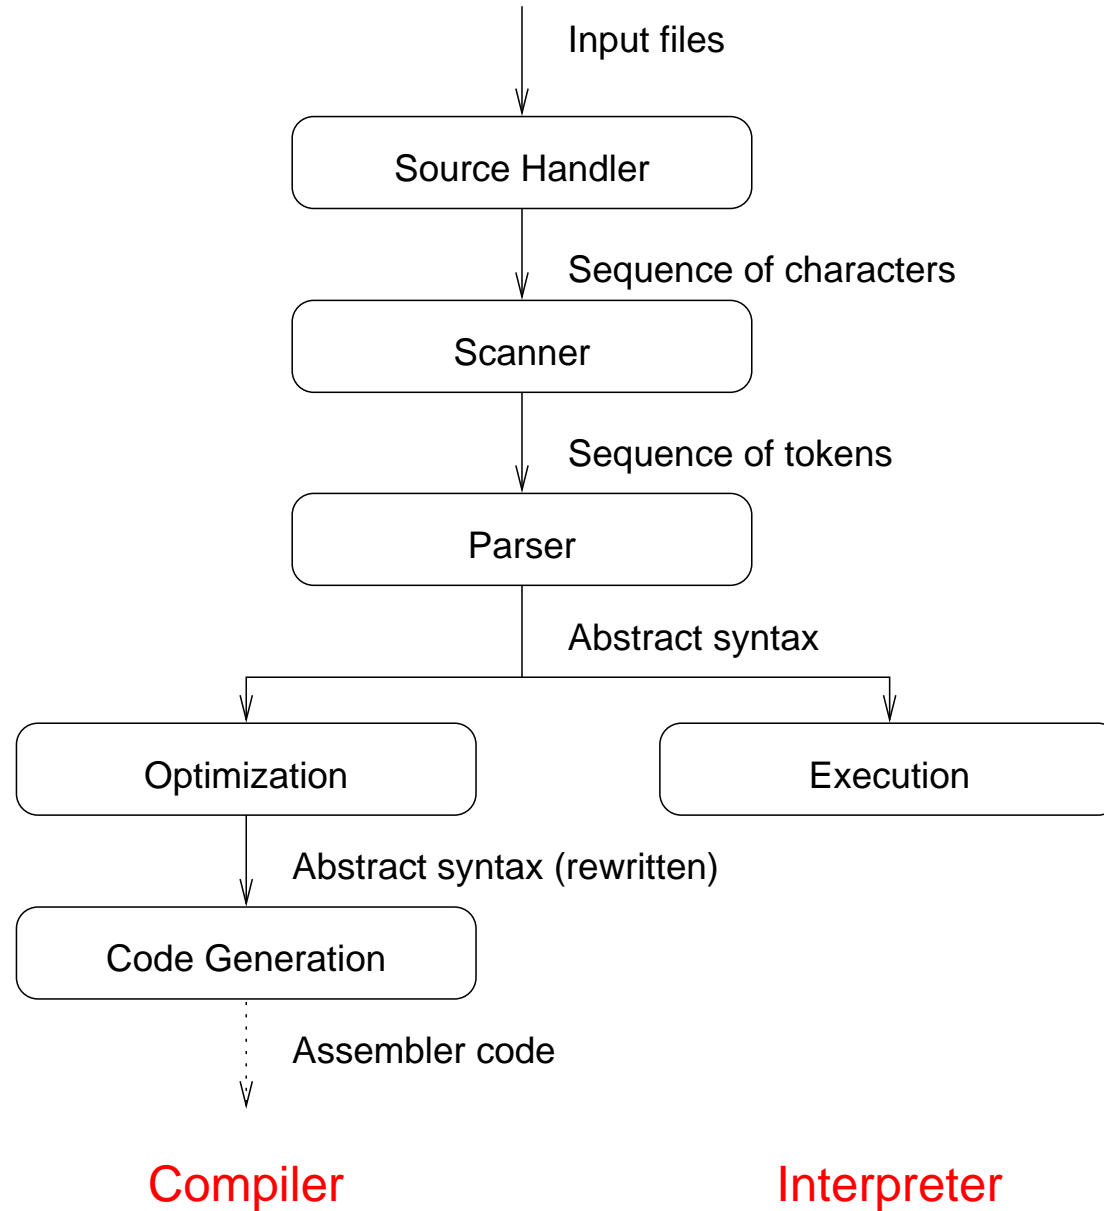 Input files
Source Handler
Sequence of characters
Scanner
Sequence of tokens
Parser
Abstract syntax
Optimization
Execution
Abstract syntax (rewritten)
Code Generation
Assembler code
Compiler
Interpreter